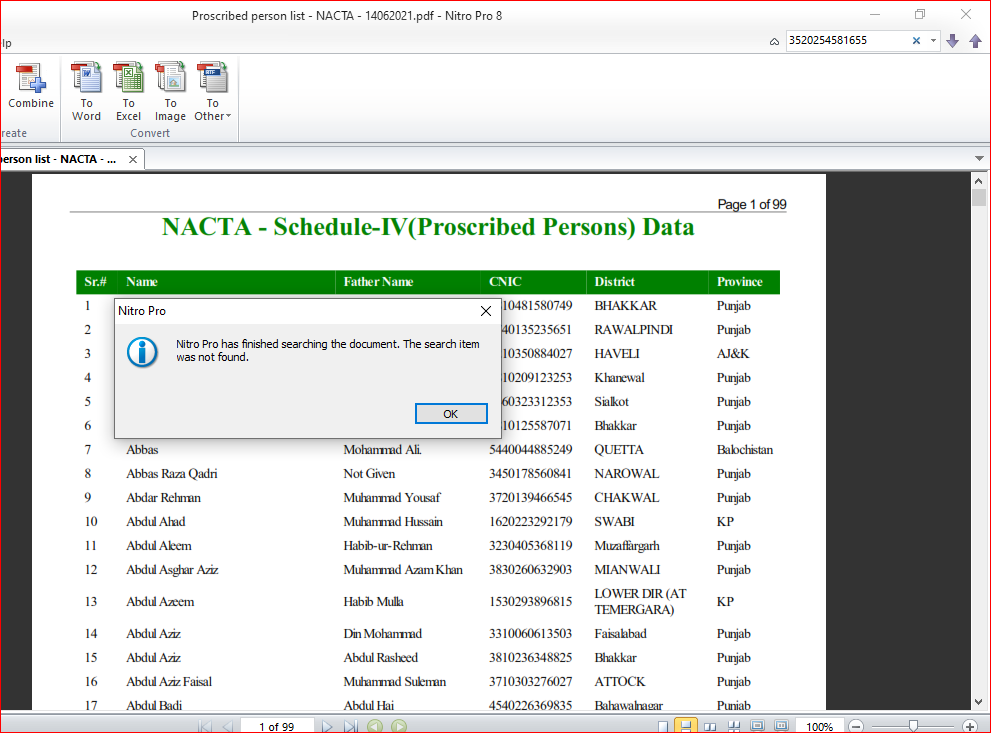 Proscribed person list - NACTA - 14062021.pdf - Nitro Pro 8
lp
3520254581655
Combine To Word To Excel To Image To Other
reate Convert
erson list - NACTA - ...
Page 1 of 99
NACTA - Schedule-IV(Proscribed Persons) Data
Sr.# Name Father Name CNIC District Province
1 10481580749 BHAKKAR Punjab
Nitro Pro
2 40135235651 RAWALPINDI Punjab
Nitro Pro has finished searching the document. The search item
was not found.
3 10350884027 HAVELI AJ&K
4 10209123253 Khanewal Punjab
5 60323312353 Sialkot Punjab
OK
6 10125587071 Bhakkar Punjab
7 Abbas Mohammad Ali. 5440044885249 QUETTA Balochistan
8 Abbas Raza Qadri Not Given 3450178560841 NAROWAL Punjab
9 Abdar Rehman Muhammad Yousaf 3720139466545 CHAKWAL Punjab
10 Abdul Ahad Muhammad Hussain 1620223292179 SWABI KP
11 Abdul Aleem Habib-ur-Rehman 3230405368119 Muzaffargarh Punjab
12 Abdul Asghar Aziz Muhammad Azam Khan 3830260632903 MIANWALI Punjab
13 Abdul Azeem Habib Mulla 1530293896815 LOWER DIR (AT
TEMERGARA) KP
14 Abdul Aziz Din Mohammad 3310060613503 Faisalabad Punjab
15 Abdul Aziz Abdul Rasheed 3810236348825 Bhakkar Punjab
16 Abdul Aziz Faisal Muhammad Suleman 3710303276027 ATTOCK Punjab
17 Abdul Badi Abdul Hai 4540226369835 Bahawalnagar Punjab
1 of 99 100%